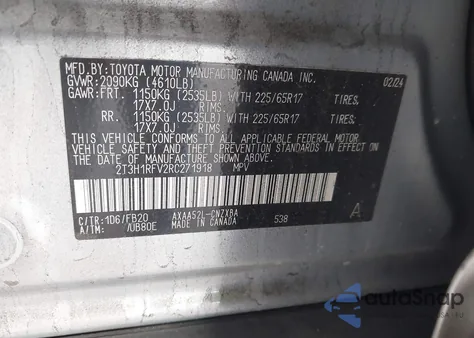 MFD.BY:TOYOTA MOTOR MANUFACTURING CANADA INC.
GVWR:2090KG (4610LB) 02/24
GAWR:FRT. 1150KG (2535LB) WITH 225/65R17 TIRES,
17X7.0J RIMS,
RR. 1150KG (2535LB) WITH 225/65R17 TIRES,
17X7.0J RIMS,
THIS VEHICLE CONFORMS TO ALL APPLICABLE FEDERAL MOTOR
VEHICLE SAFETY AND THEFT PREVENTION STANDARDS IN EFFECT
ON THE DATE OF MANUFACTURE SHOWN ABOVE.
2T3H1RFV2RC271918 MPV
C/TR:1D6/FB20 AXAA52L-CNZXBA
A/TM: /UB80E MADE IN CANADA 538 A
AutoSnap